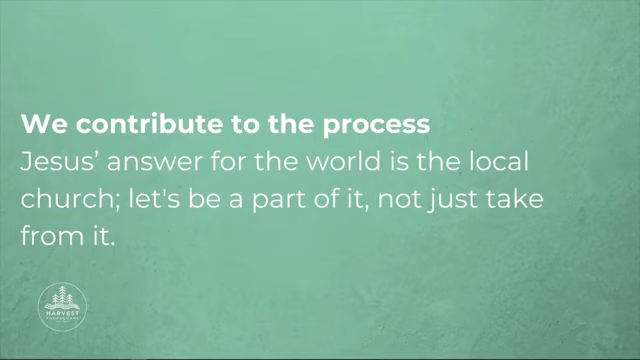 We contribute to the process
Jesus’ answer for the world is the local
church; let's be a part of it, not just take
from it.
HARVEST